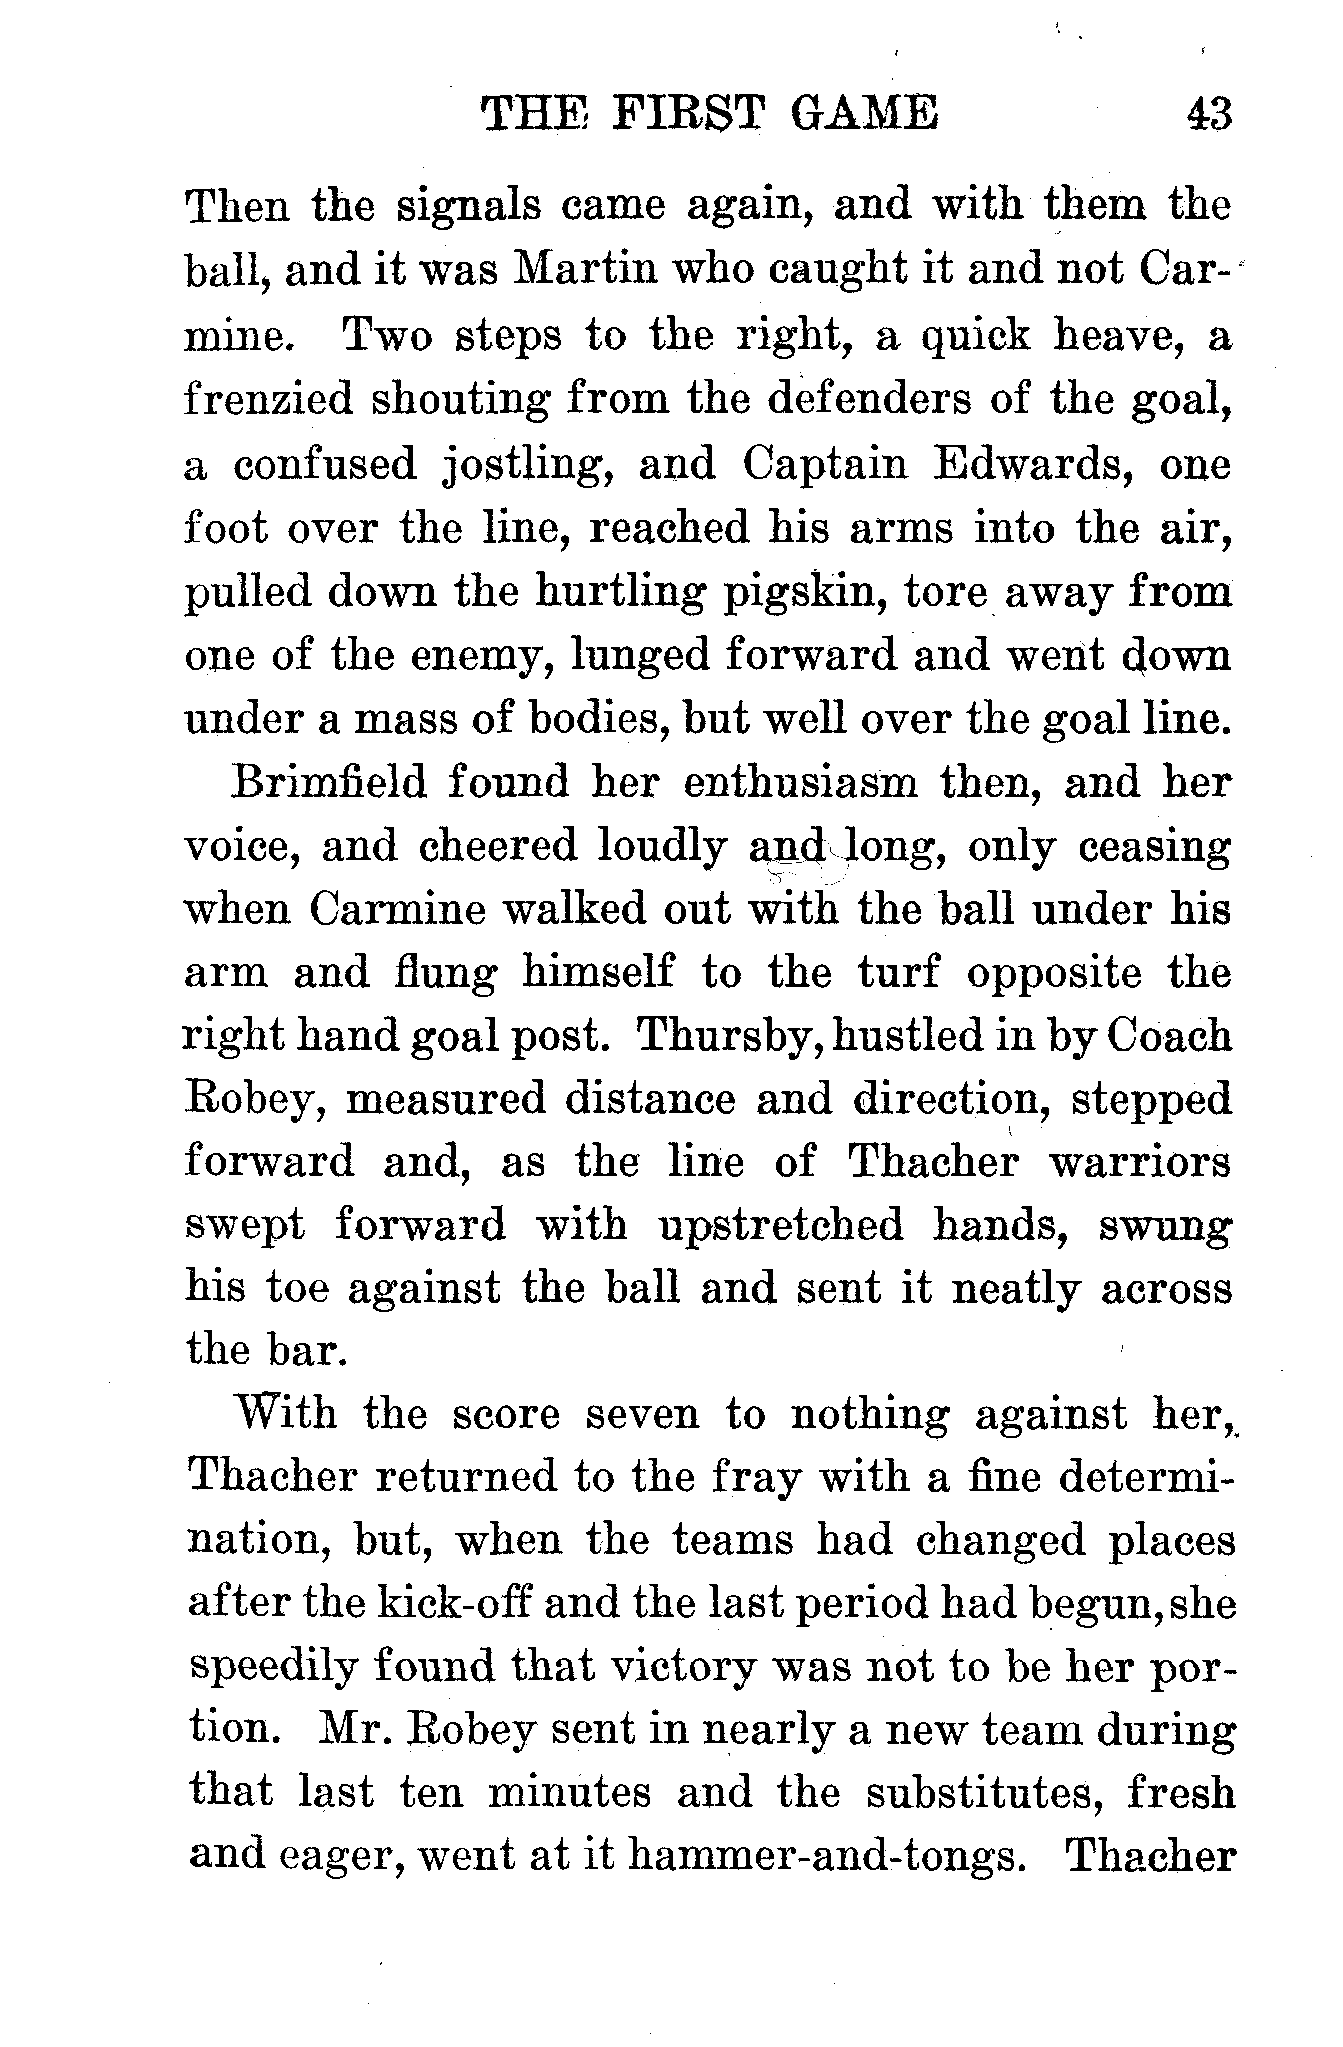 THE FIRST GAME 43
Then the signals came again, and with them the
ball, and it was Martin who caught it and not Car-
mine. Two steps to the right, a quick heave, a
frenzied shouting from the defenders of the goal,
a confused jostling, and Captain Edwards, one
foot over the line, reached his arms into the air,
pulled down the hurtling pigskin, tore away from
one of the enemy, lunged forward and went down
under a mass of bodies, but well over the goal line.
Brimfield found her enthusiasm then, and her
voice, and cheered loudly and long, only ceasing
when Carmine walked out with the ball under his
arm and flung himself to the turf opposite the
right hand goal post. Thursby, hustled in by Coach
Robey, measured distance and direction, stepped
forward and, as the line of Thacher warriors
swept forward with upstretched hands, swung
his toe against the ball and sent it neatly across
the bar.
With the score seven to nothing against her,
Thacher returned to the fray with a fine determi-
nation, but, when the teams had changed places
after the kick-off and the last period had begun, she
speedily found that victory was not to be her por-
tion. Mr. Robey sent in nearly a new team during
that last ten minutes and the substitutes, fresh
and eager, went at it hammer-and-tongs. Thacher